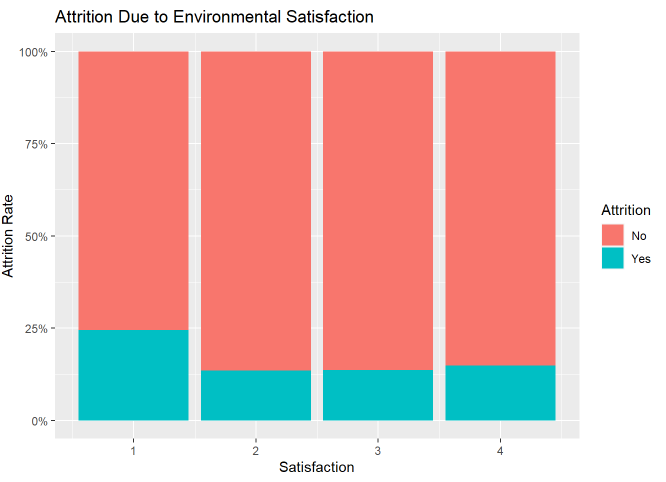 Attrition Due to Environmental Satisfaction
100%
75%
50%
25%
0%
Attrition Rate
1 2 3 4
Satisfaction
Attrition
No
Yes